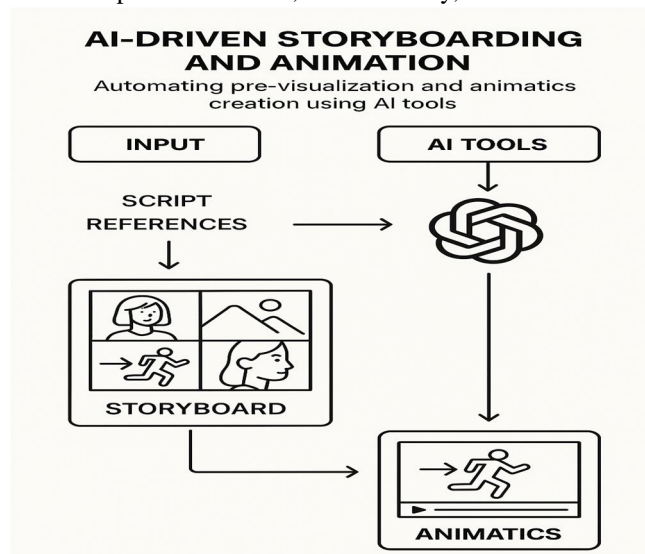 AI-DRIVEN STORYBOARDING
AND ANIMATION
Automating pre-visualization and animatics
creation using AI tools
INPUT
AI TOOLS
SCRIPT
REFERENCES
STORYBOARD
ANIMATICS